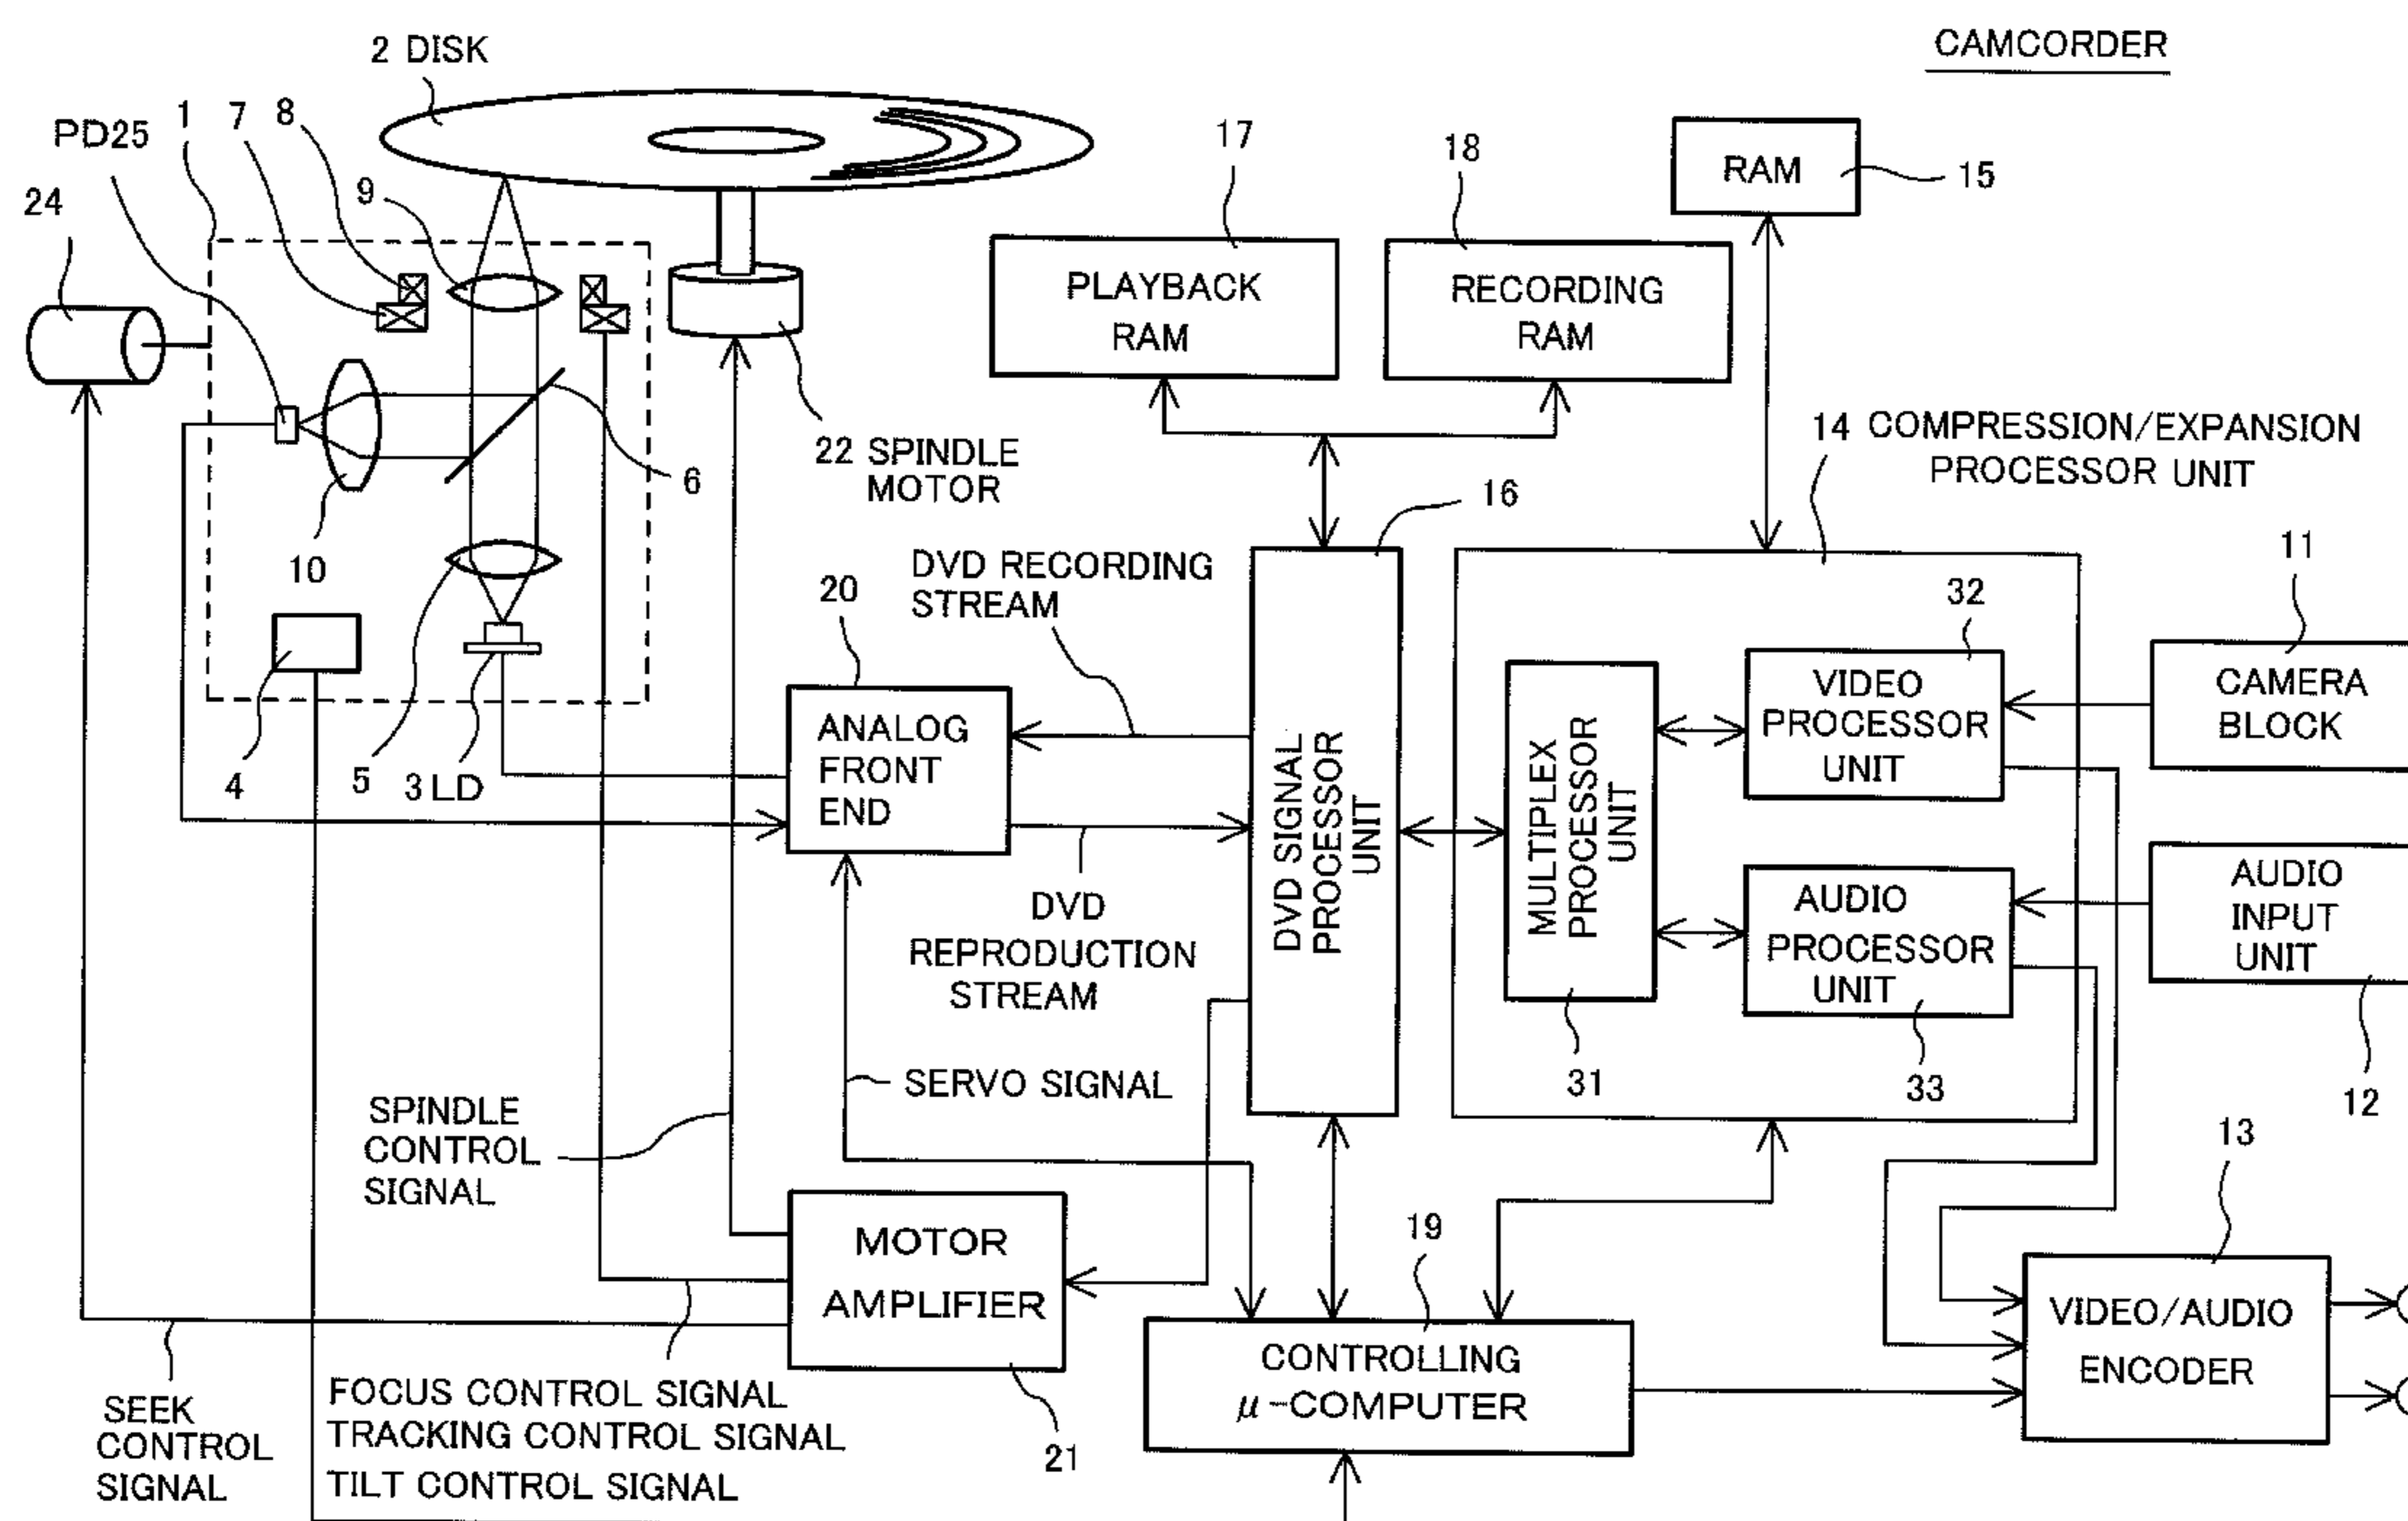 CAMCORDER
2 DISK
1
7
8
PD25
24
9
17
18
RAM
15
PLAYBACK
RAM
RECORDING
RAM
22 SPINDLE
MOTOR
6
10
14 COMPRESSION/EXPANSION
PROCESSOR UNIT
16
11
DVD RECORDING
STREAM
20
32
4
5
3 LD
ANALOG
FRONT
END
DVD SIGNAL
PROCESSOR
UNIT
MULTIPLEX
PROCESSOR
UNIT
VIDEO
PROCESSOR
UNIT
CAMERA
BLOCK
DVD
REPRODUCTION
STREAM
AUDIO
PROCESSOR
UNIT
AUDIO
INPUT
UNIT
31
33
12
SERVO SIGNAL
SPINDLE
CONTROL
SIGNAL
13
19
MOTOR
AMPLIFIER
21
CONTROLLING
μ-COMPUTER
VIDEO/AUDIO
ENCODER
SEEK
CONTROL
SIGNAL
FOCUS CONTROL SIGNAL
TRACKING CONTROL SIGNAL
TILT CONTROL SIGNAL